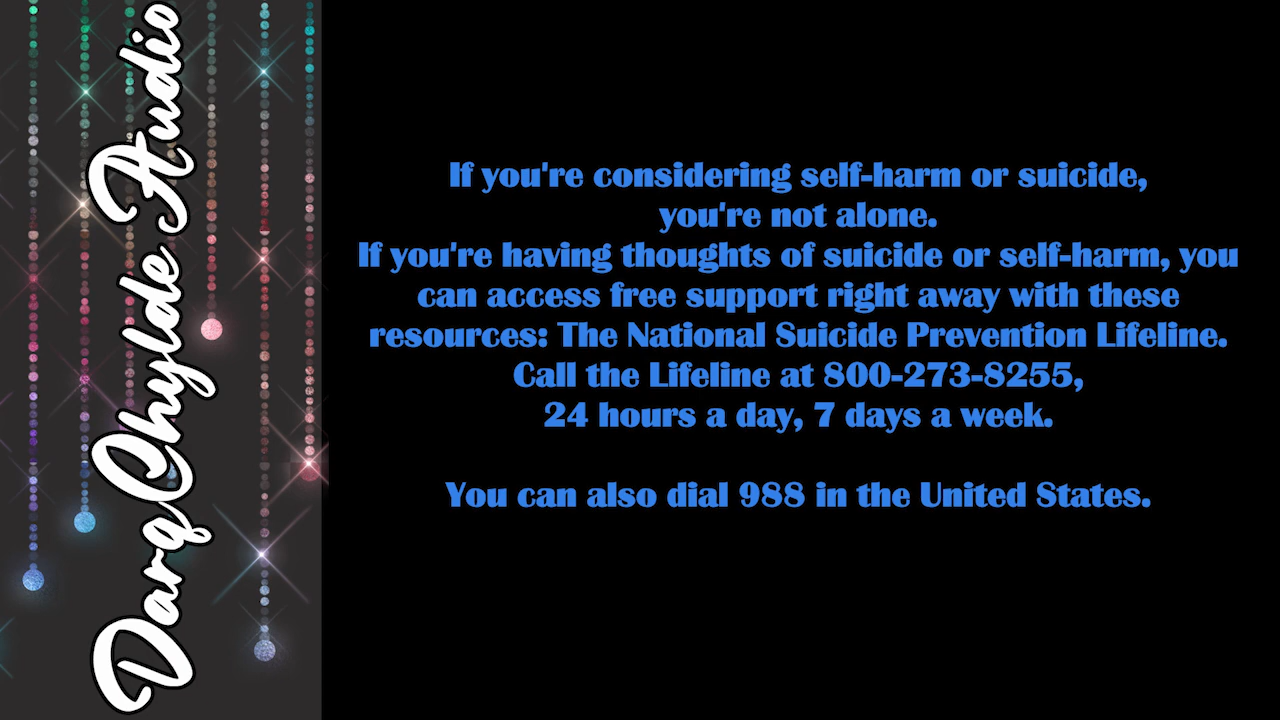 DarqChylde Audio
If you're considering self-harm or suicide,
you're not alone.
If you're having thoughts of suicide or self-harm, you
can access free support right away with these
resources: The National Suicide Prevention Lifeline.
Call the Lifeline at 800-273-8255,
24 hours a day, 7 days a week.
You can also dial 988 in the United States.